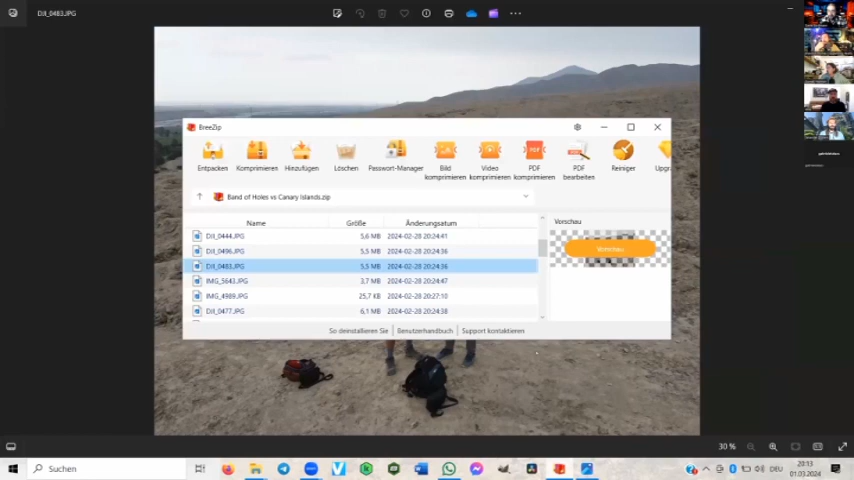 DJI_0483.JPG
BreeZip
Entpacken Komprimieren Hinzufügen Löschen Passwort-Manager Bild komprimieren Video komprimieren PDF komprimieren PDF bearbeiten Reiniger Upgr
Band of Holes vs Canary Islands.zip
Name Größe Änderungsdatum
Vorschau
DJI_0444.JPG 5,6 MB 2024-02-28 20:24:41
DJI_0496.JPG 5,5 MB 2024-02-28 20:24:36
Vorschau
DJI_0483.JPG 5,5 MB 2024-02-28 20:24:36
IMG_5643.JPG 3,7 MB 2024-02-28 20:24:47
IMG_4989.JPG 25,7 KB 2024-02-28 20:27:10
DJI_0477.JPG 6,1 MB 2024-02-28 20:24:38
So deinstallieren Sie Benutzerhandbuch Support kontaktieren
30 %
Suchen
DEU
20:13
01.03.2024